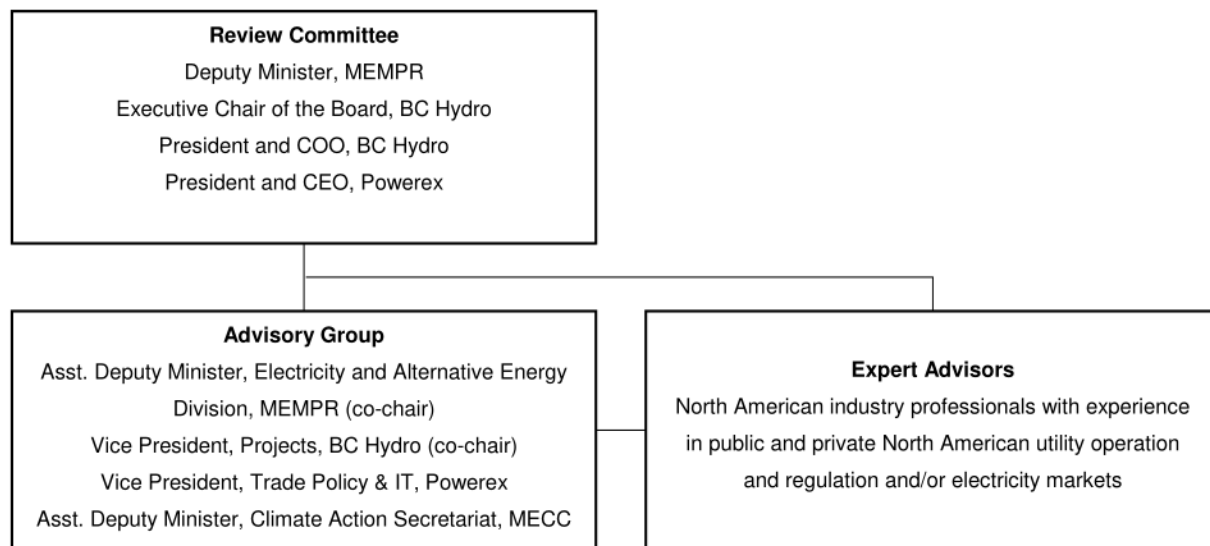 Review Committee
Deputy Minister, MEMPR
Executive Chair of the Board, BC Hydro
President and COO, BC Hydro
President and CEO, Powerex
Advisory Group
Asst. Deputy Minister, Electricity and Alternative Energy
Division, MEMPR (co-chair)
Vice President, Projects, BC Hydro (co-chair)
Vice President, Trade Policy & IT, Powerex
Asst. Deputy Minister, Climate Action Secretariat, MECC
Expert Advisors
North American industry professionals with experience
in public and private North American utility operation
and regulation and/or electricity markets